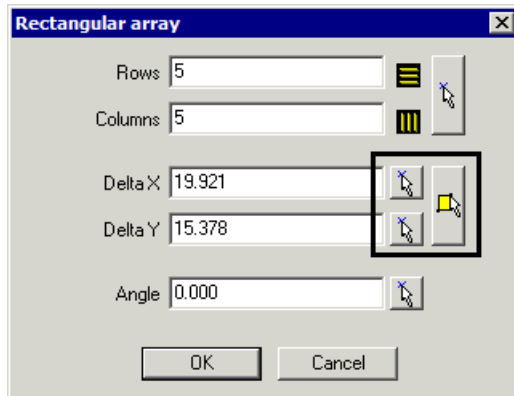 Rectangular array
Rows 5
Columns 5
Delta X 19.921
Delta Y 15.378
Angle 0.000
OK Cancel